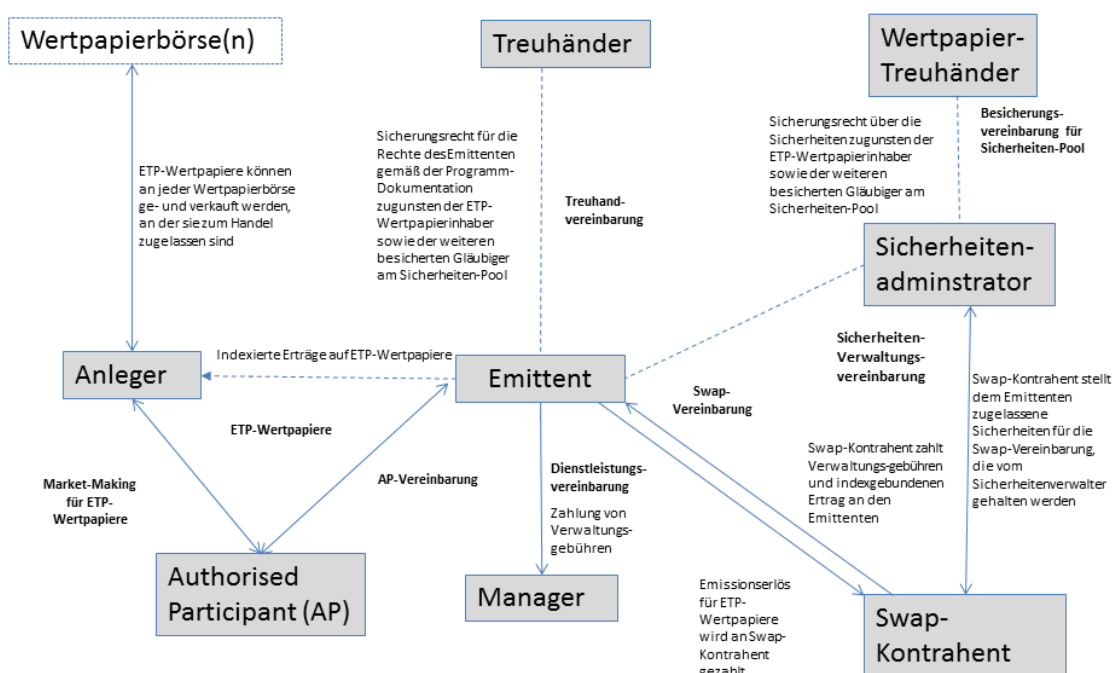 Wertpapierbörse(n)
Treuhänder
Wertpapier-
Treuhänder
ETP-Wertpapiere können
an jeder Wertpapierbörse
ge- und verkauft werden,
an der sie zum Handel
zugelassen sind
Sicherungsrecht für die
Rechte des Emittenten
gemäß der Programm-
Dokumentation
zugunsten der ETP-
Wertpapierinhaber
sowie der weiteren
besicherten Gläubiger
am Sicherheiten-Pool
Treuhand-
vereinbarung
Sicherungsrecht über die
Sicherheiten zugunsten der
ETP-Wertpapierinhaber
sowie der weiteren
besicherten Gläubiger am
Sicherheiten-Pool
Besicherungs-
vereinbarung für
Sicherheiten-Pool
Sicherheiten-
adminstrator
Anleger
Indexierte Erträge auf ETP-Wertpapiere
Emittent
Sicherheiten-
Verwaltungs-
vereinbarung
Swap-
Vereinbarung
Swap-Kontrahent stellt
dem Emittenten
zugelassene
Sicherheiten für die
Swap-Vereinbarung,
die vom
Sicherheitenverwalter
gehalten werden
ETP-Wertpapiere
Market-Making
für ETP-
Wertpapiere
AP-Vereinbarung
Dienstleistungs-
vereinbarung
Zahlung von
Verwaltungs-
gebühren
Swap-Kontrahent zahlt
Verwaltungs-gebühren
und indexgebundenen
Ertrag an den
Emittenten
Authorised
Participant (AP)
Manager
Emissionserlös
für ETP-
Wertpapiere
wird an Swap-
Kontrahent
gezahlt
Swap-
Kontrahent